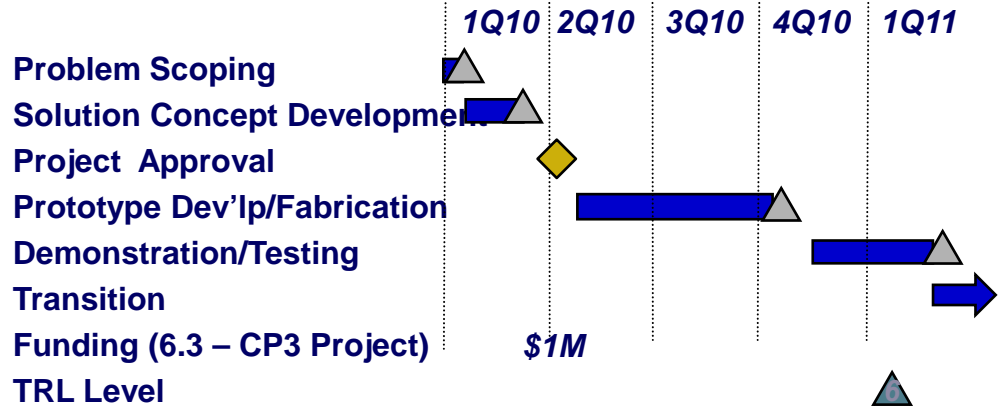 1Q10 2Q10 3Q10 4Q10 1Q11
Problem Scoping
Solution Concept Development
Project Approval
Prototype Dev'lp/Fabrication
Demonstration/Testing
Transition
Funding (6.3 – CP3 Project) $1M
TRL Level 6